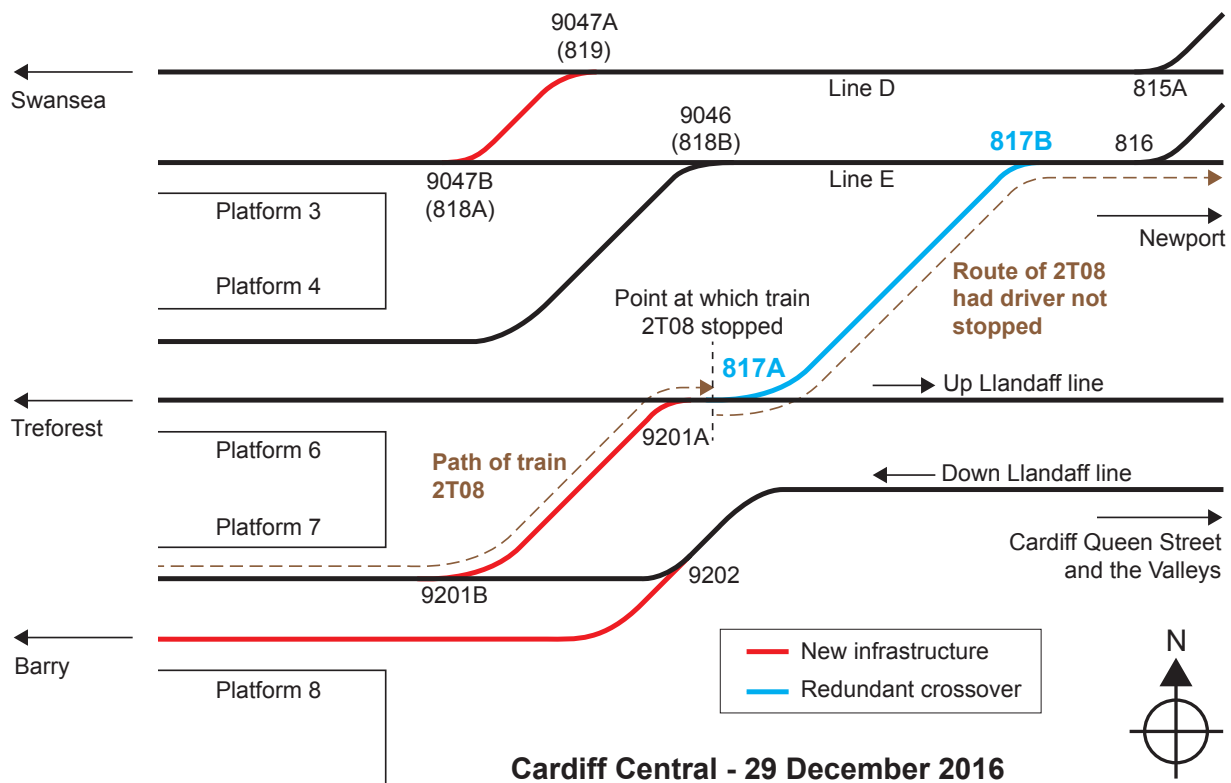 9047A
(819)
Swansea
Line D
815A
9046
(818B)
817B
816
9047B
(818A)
Line E
Platform 3
Newport
Platform 4
Point at which train
2T08 stopped
Route of 2T08
had driver not
stopped
817A
Up Llandaff line
Treforest
Platform 6
9201A
Path of train
2T08
Down Llandaff line
Platform 7
Cardiff Queen Street
and the Valleys
9201B
9202
Barry
Platform 8
New infrastructure
Redundant crossover
N
Cardiff Central - 29 December 2016